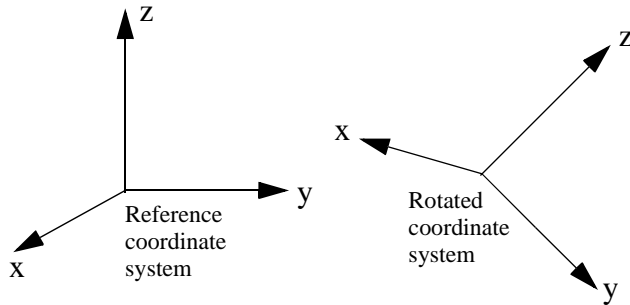 z
y
x
Reference
coordinate
system
z
x
y
Rotated
coordinate
system